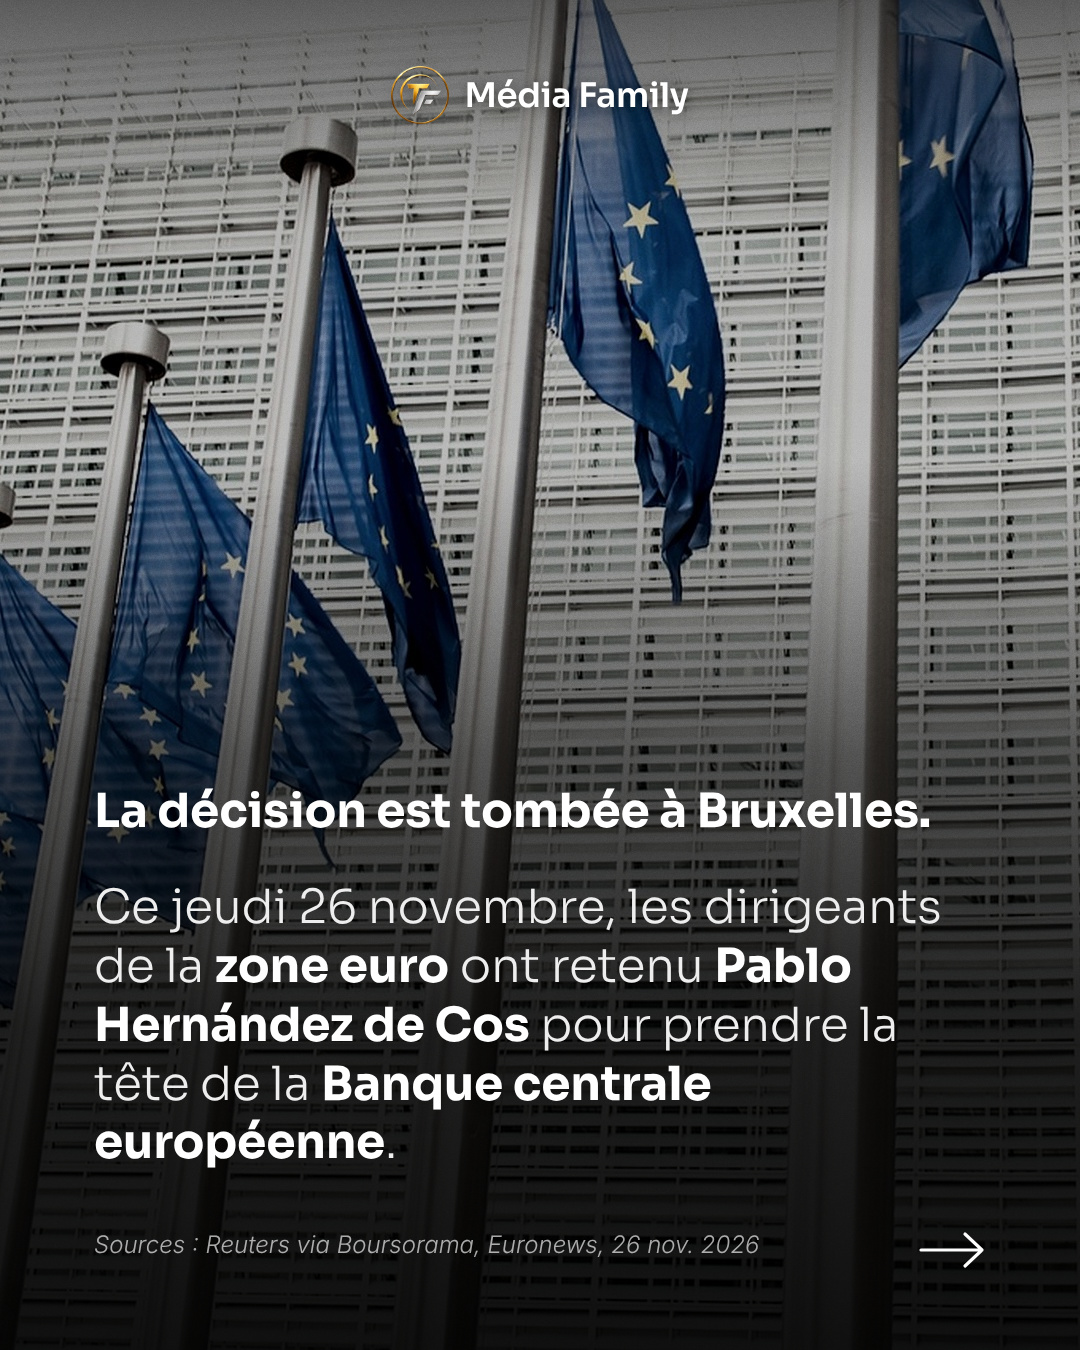 TF Média Family
La décision est tombée à Bruxelles.
Ce jeudi 26 novembre, les dirigeants
de la zone euro ont retenu Pablo
Hernández de Cos pour prendre la
tête de la Banque centrale
européenne.
Sources : Reuters via Boursorama, Euronews, 26 nov. 2026